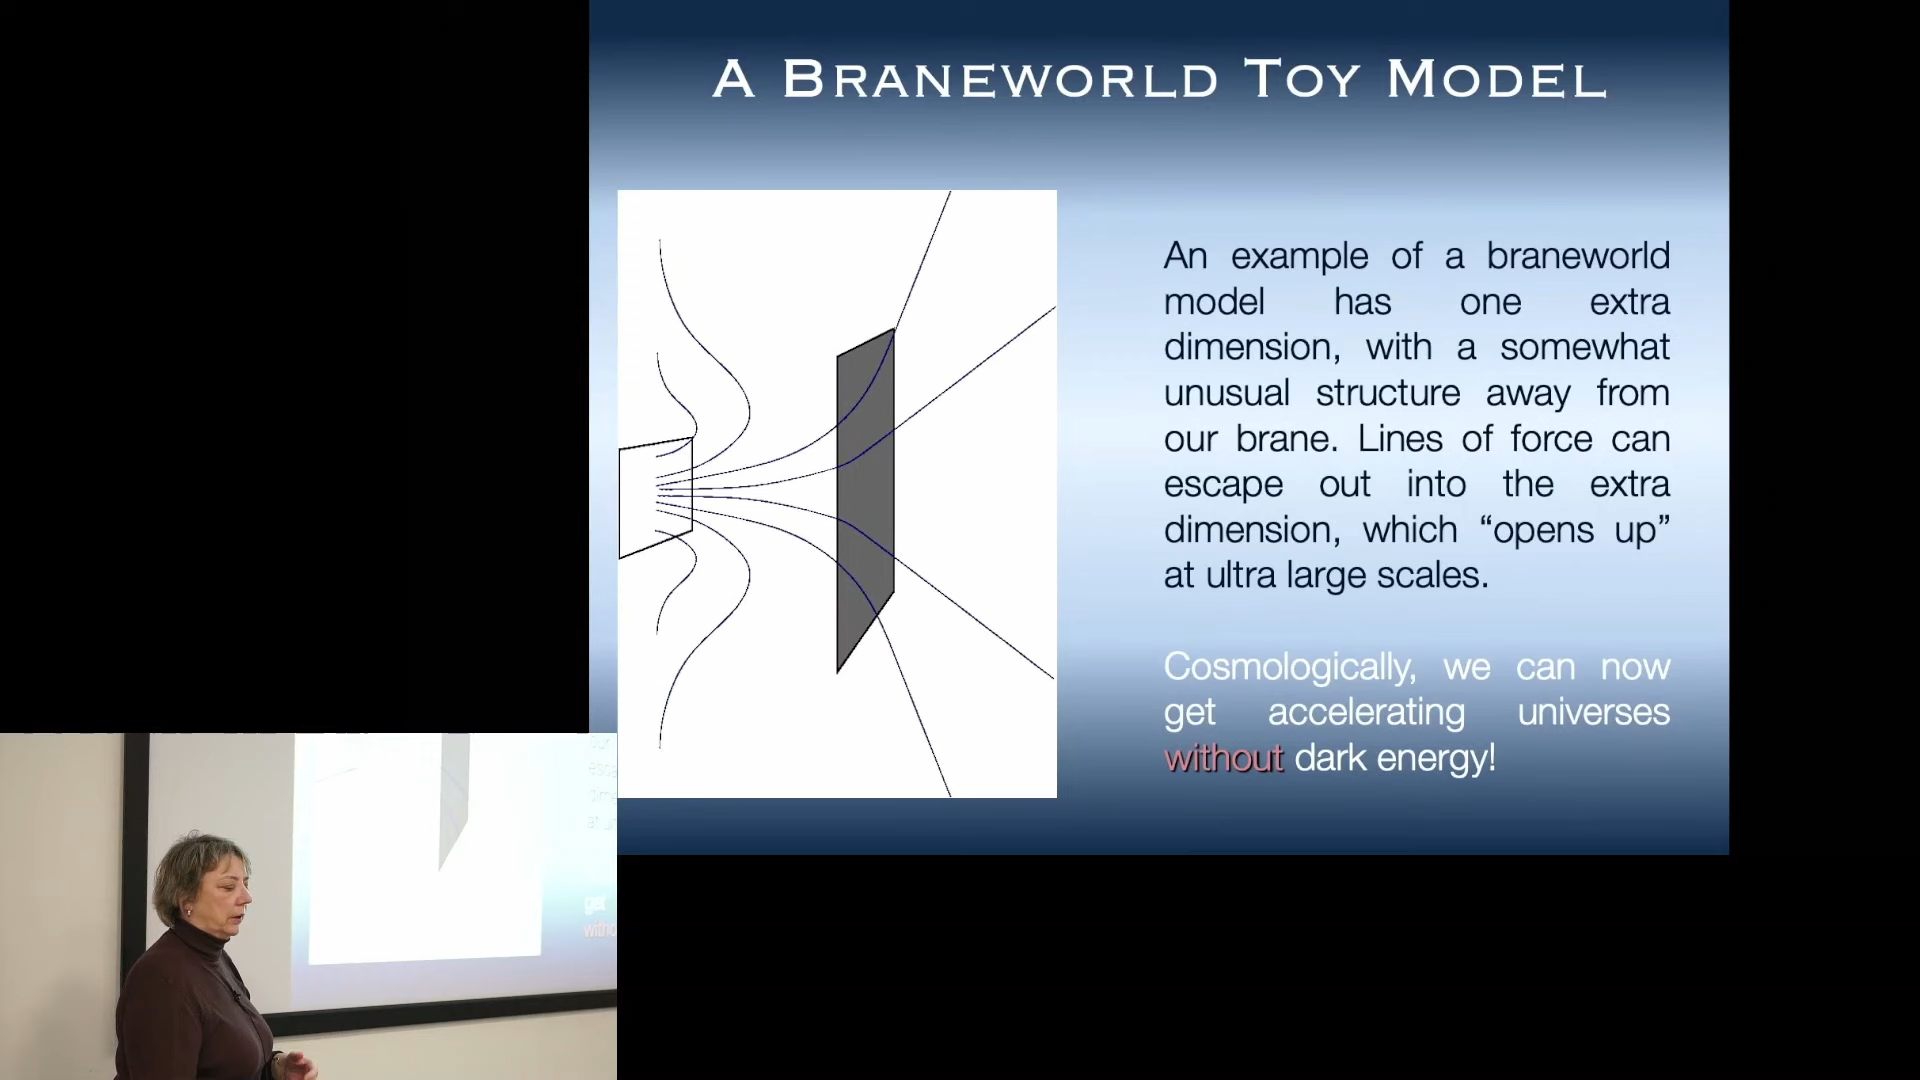 A BRANEWORLD TOY MODEL
An example of a braneworld
model has one extra
dimension, with a somewhat
unusual structure away from
our brane. Lines of force can
escape out into the extra
dimension, which “opens up”
at ultra large scales.
Cosmologically, we can now
get accelerating universes
without dark energy!
get